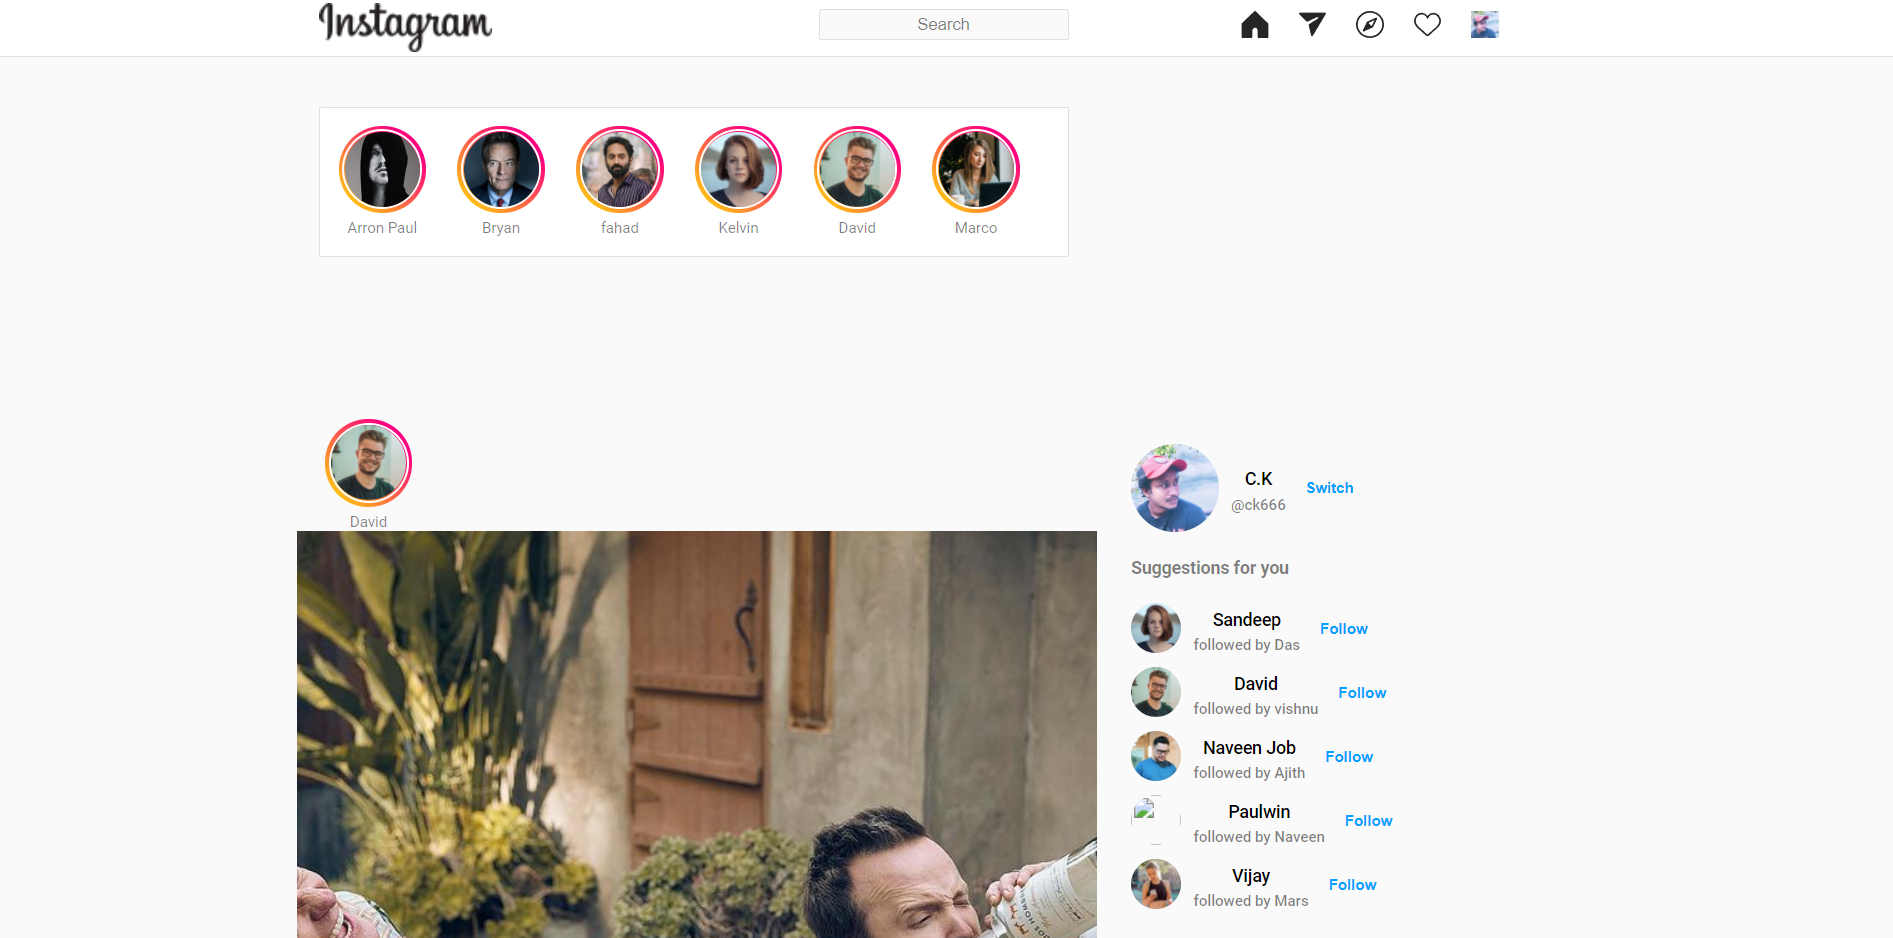 Instagram
Search
Arron Paul
Bryan
fahad
Kelvin
David
Marco
David
C.K
@ck666
Switch
Suggestions for you
Sandeep
followed by Das
Follow
David
followed by vishnu
Follow
Naveen Job
followed by Ajith
Follow
Paulwin
followed by Naveen
Follow
Vijay
followed by Mars
Follow